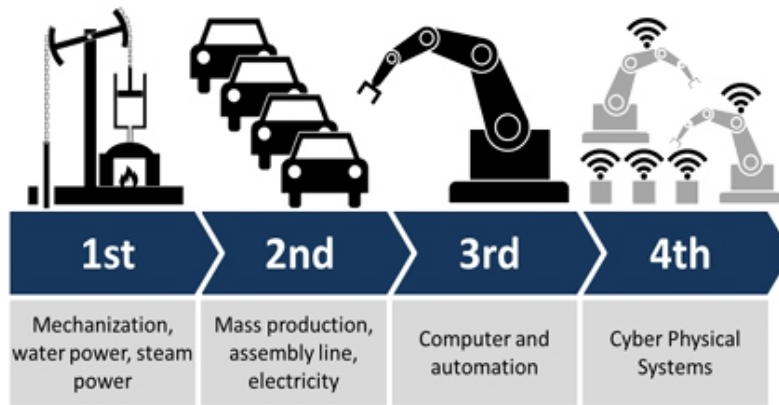 1st
2nd
3rd
4th
Mechanization,
water power, steam
power
Mass production,
assembly line,
electricity
Computer and
automation
Cyber Physical
Systems